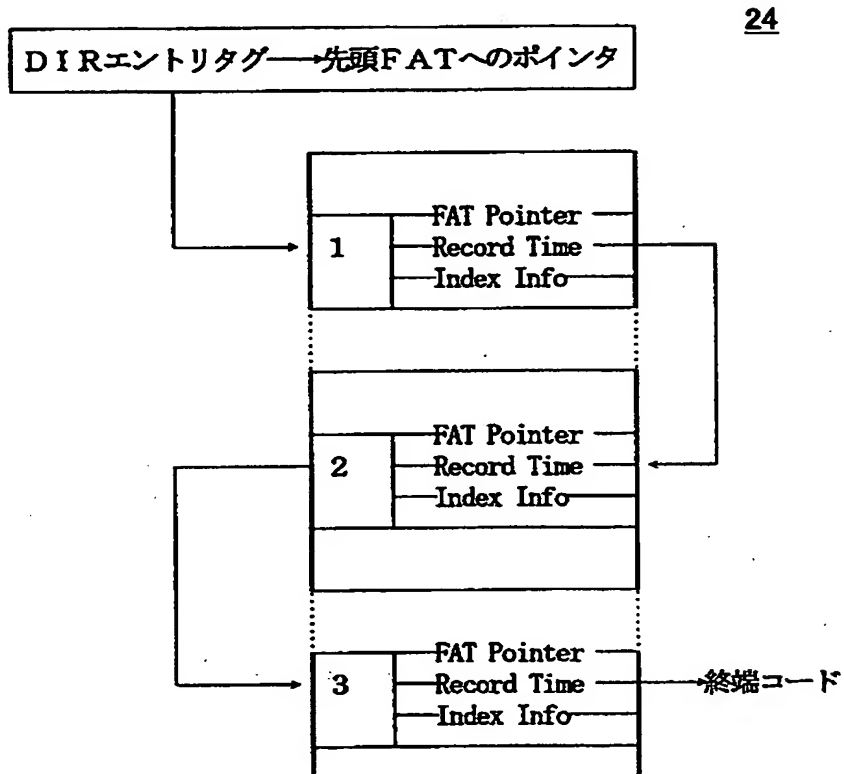 24
DIRエントリタグ→先頭FATへのポインタ
FAT Pointer
1
Record Time
Index Info
FAT Pointer
2
Record Time
Index Info
FAT Pointer
3
Record Time
終端コード
Index Info